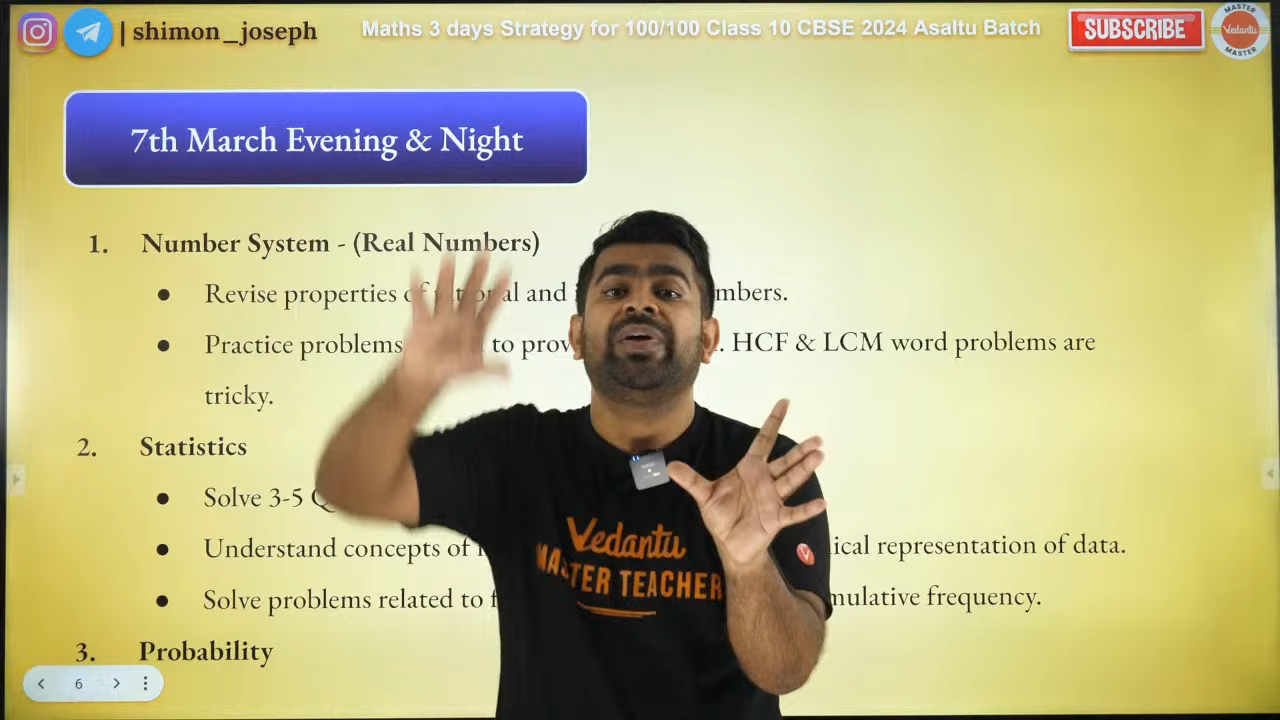 | shimon_joseph
Maths 3 days Strategy for 100/100 Class 10 CBSE 2024 Asaltu Batch
SUBSCRIBE
MASTER
Vedantu
MASTER
7th March Evening & Night
1. Number System - (Real Numbers)
● Revise properties of and
● Practice problems to HCF & LCM word problems are
tricky.
2. Statistics
● Solve 3-5
● Understand concepts of representation of data.
● Solve problems related to frequency.
3. Probability
Vedantu
MASTER TEACHER
6